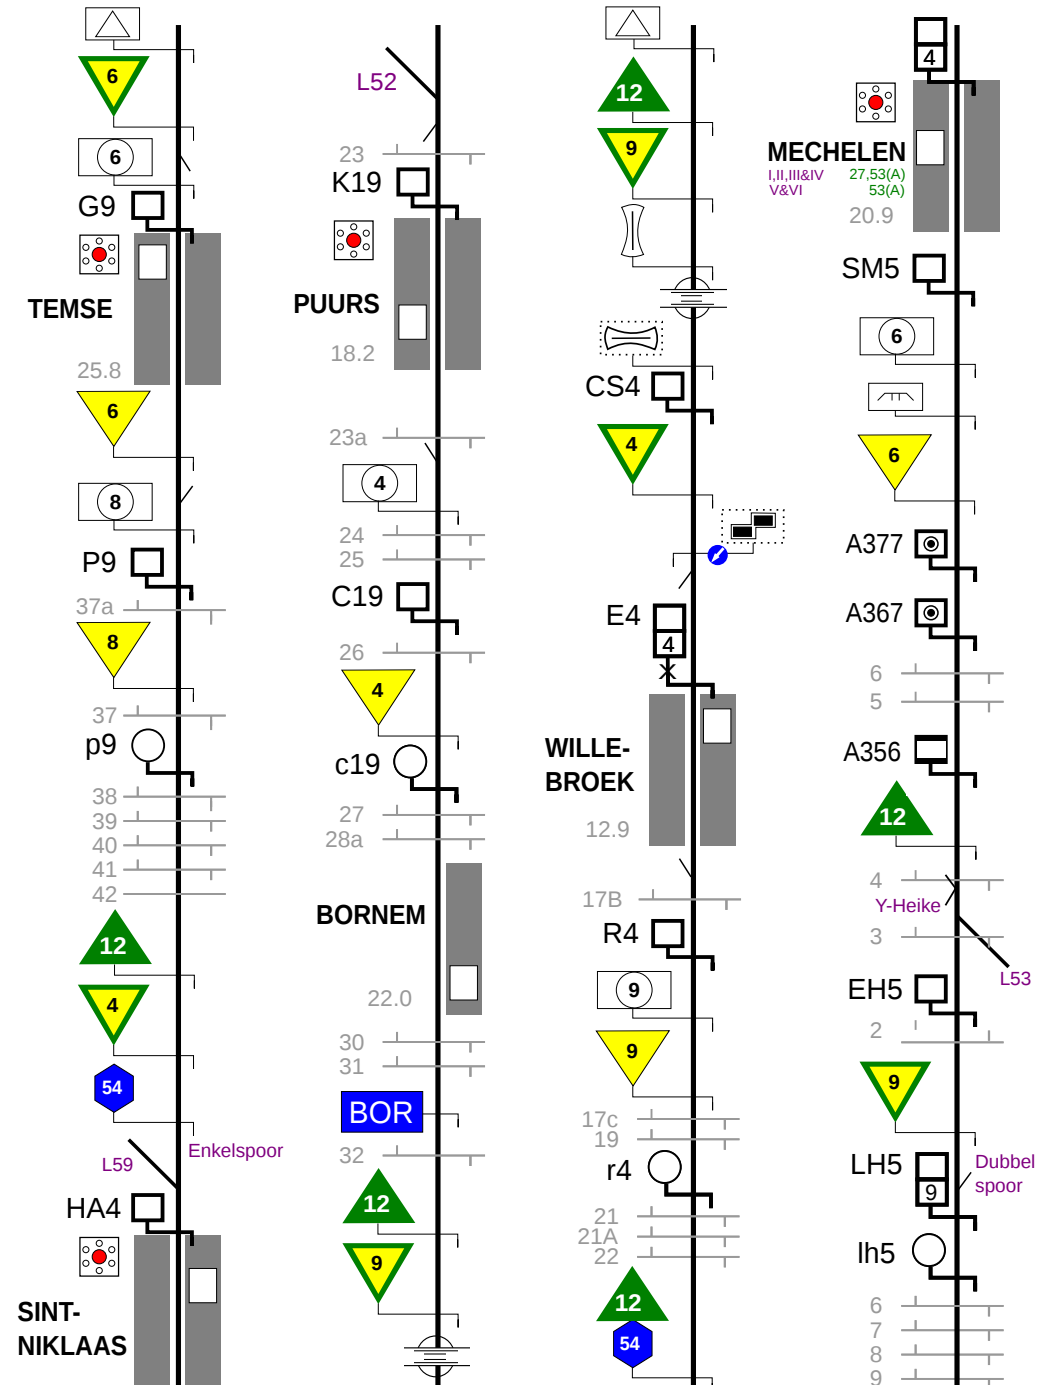 6
6
G9
TEMSE
25.8
6
8
P9
37a
8
37
p9
38
39
40
41
42
12
4
54
Enkelspoor
L59
HA4
SINT-
NIKLAAS
L52
23
K19
PUURS
18.2
23a
4
24
25
C19
26
4
c19
27
28a
BORNEM
22.0
30
31
BOR
32
12
9
12
9
CS4
4
E4
4
X
WILLE-
BROEK
12.9
17B
R4
9
9
17c
19
r4
21
21A
22
12
54
4
MECHELEN
I,II,III&IV 27,53(A)
V&VI 53(A)
20.9
SM5
6
6
A377
A367
6
5
A356
12
4
Y-Heike
3
L53
EH5
2
9
LH5
9
Dubbel
spoor
lh5
6
7
8
9